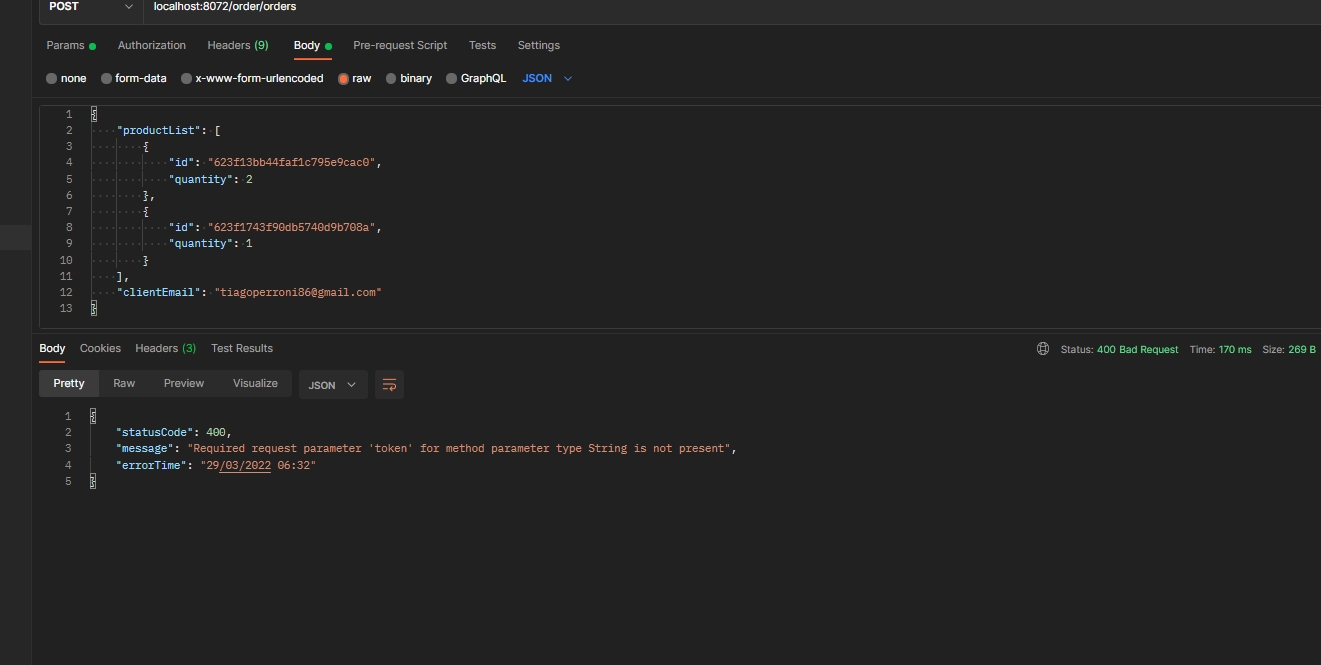 POST localhost:8072/order/orders
Params Authorization Headers (9) Body Pre-request Script Tests Settings
none form-data x-www-form-urlencoded raw binary GraphQL JSON
1 {
2 "productList": [
3 {
4 "id": "623f13bb44faf1c795e9cac0",
5 "quantity": 2
6 },
7 {
8 "id": "623f1743f90db5740d9b708a",
9 "quantity": 1
10 }
11 ],
12 "clientEmail": "tiagoperroni86@gmail.com"
13 }
Body Cookies Headers (3) Test Results Status: 400 Bad Request Time: 170 ms Size: 269 B
Pretty Raw Preview Visualize JSON
1 {
2 "statusCode": 400,
3 "message": "Required request parameter 'token' for method parameter type String is not present",
4 "errorTime": "29/03/2022 06:32"
5 }